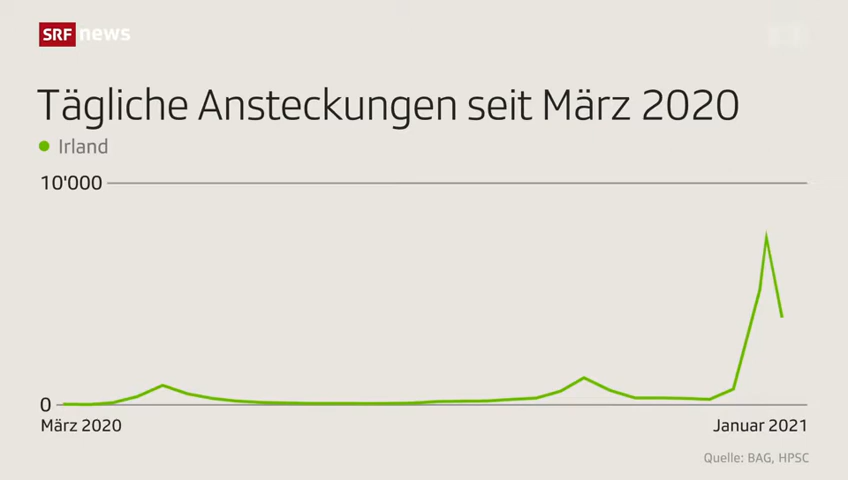 SRF news
Tägliche Ansteckungen seit März 2020
Irland
10'000
0
März 2020
Januar 2021
Quelle: BAG, HPSC